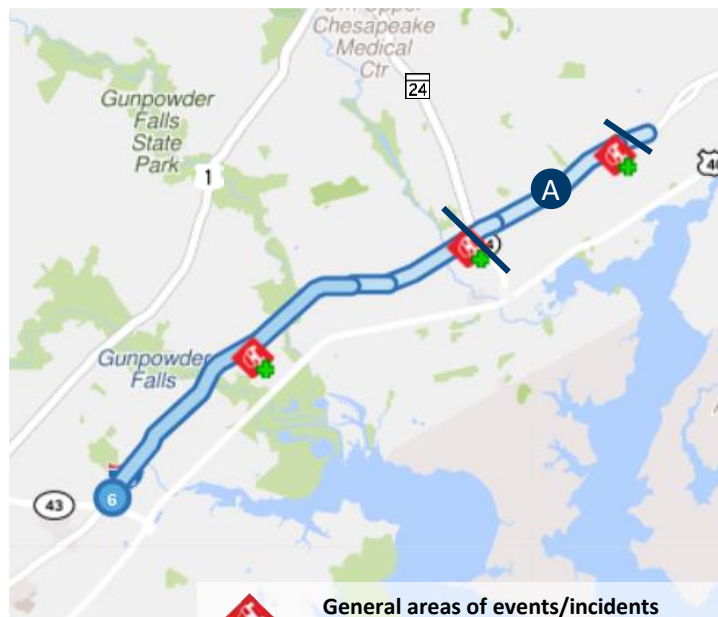 Chesapeake
Medical
Ctr
24
Gunpowder
Falls
State
Park
1
40
A
4
Gunpowder
Falls
6
43
General areas of events/incidents